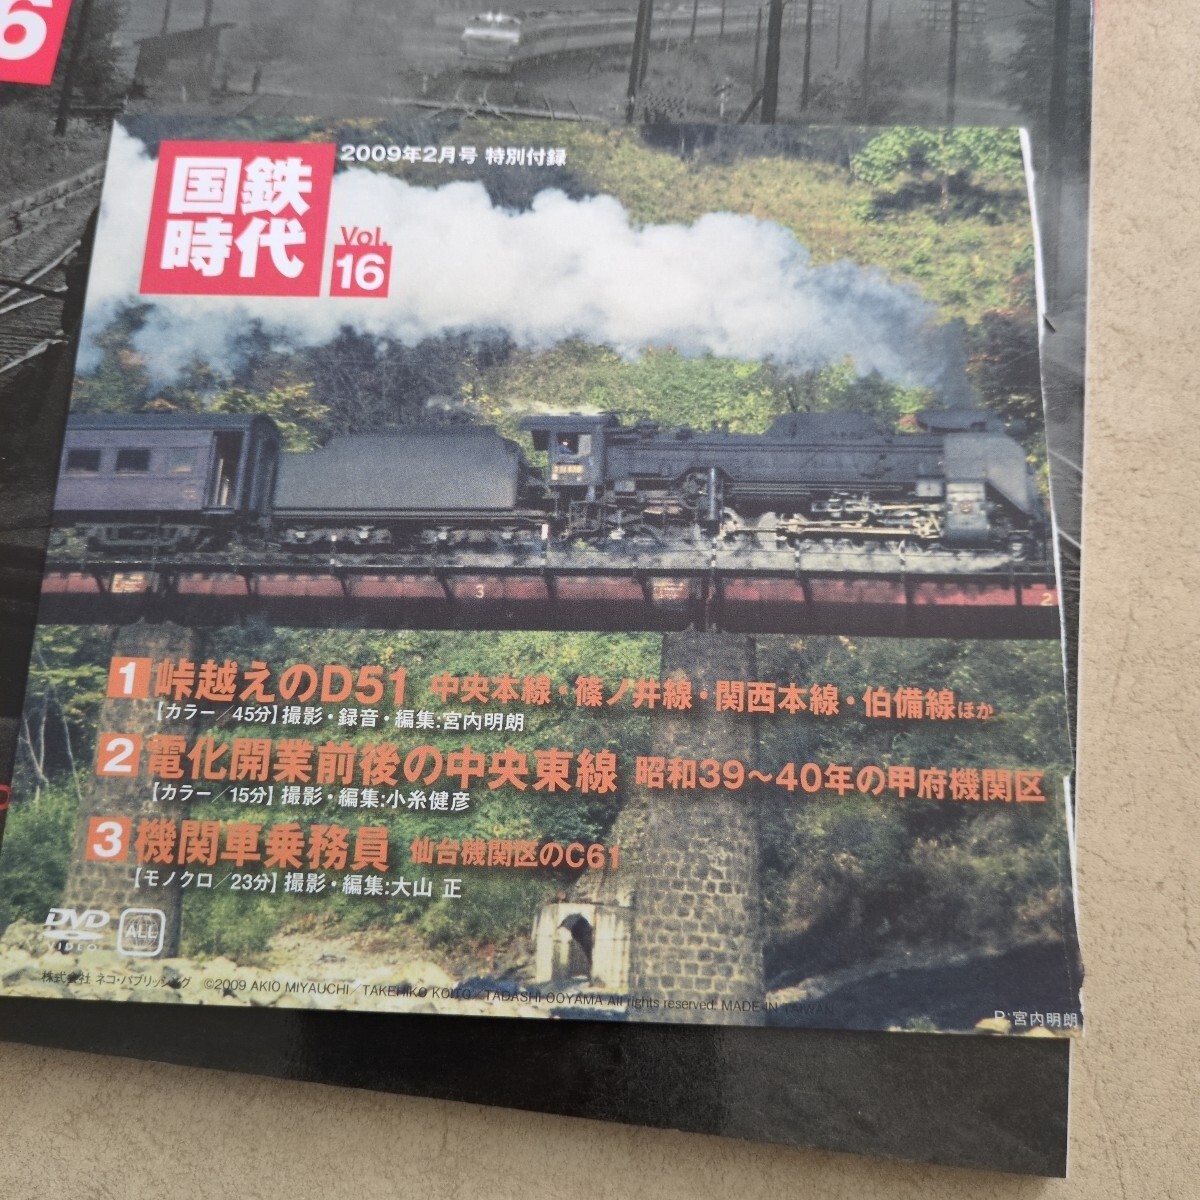 6
2009年2月号 特別付録
国鉄
時代
Vol.
16
3
2
1 峠越えのD51 中央本線・篠ノ井線・関西本線・伯備線ほか
【カラー／45分】撮影・録音・編集:宮内明朗
2 電化開業前後の中央東線 昭和39～40年の甲府機関区
【カラー／15分】撮影・編集:小糸健彦
3 機関車乗務員 仙台機関区のC61
【モノクロ／23分】撮影・編集:大山 正
DVD
VIDEO
ALL
株式会社 ネコ・パブリッシング ©2009 AKIO MIYAUCHI／TAKEHIKO KOITO／TADASHI OOYAMA All rights reserved. MADE IN TAIWAN
P:宮内明朗